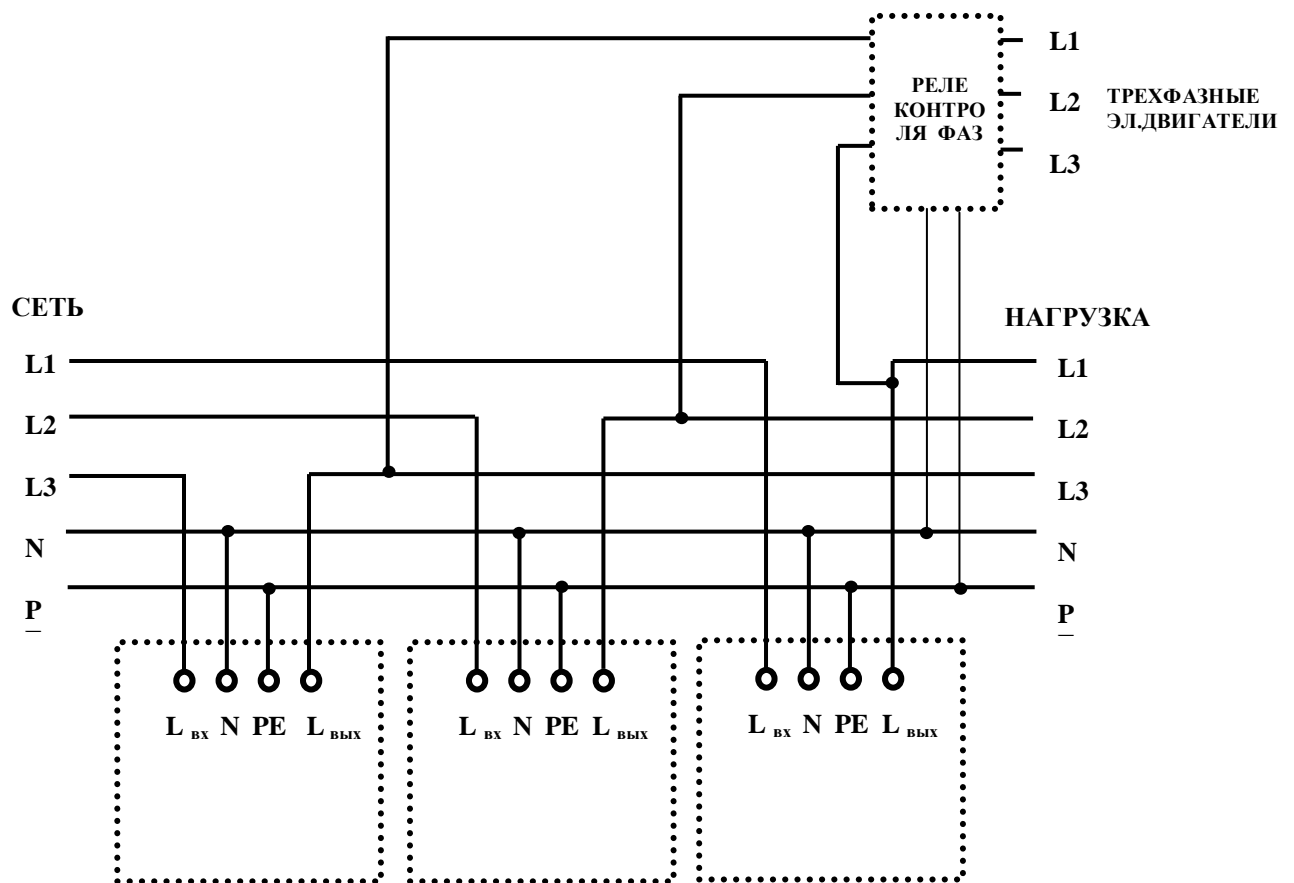 L1
РЕЛЕ
КОНТРО
ЛЯ ФАЗ
L2
ТРЕХФАЗНЫЕ
ЭЛ.ДВИГАТЕЛИ
L3
СЕТЬ
НАГРУЗКА
L1
L1
L2
L2
L3
L3
N
N
P
P
L вх N PE L вых
L вх N PE L вых
L вх N PE L вых